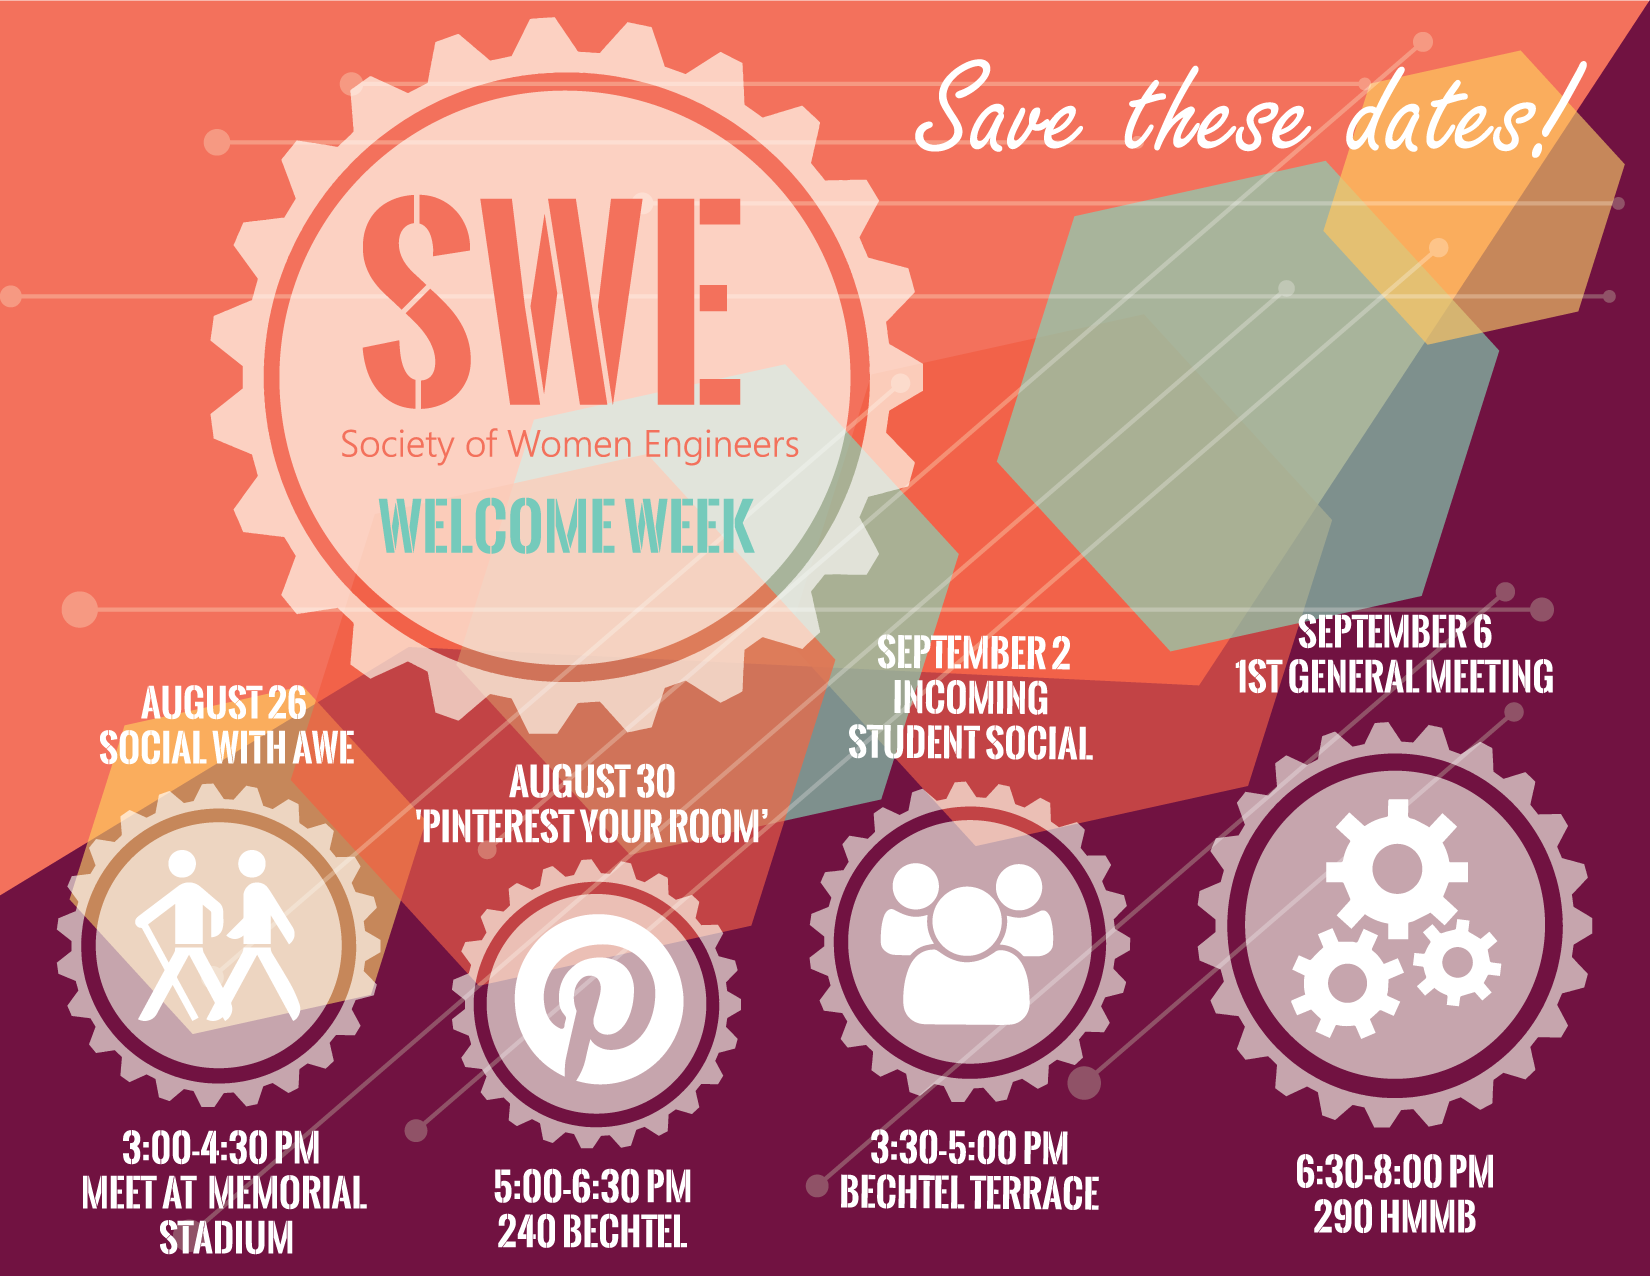 Save these dates!
SWE
Society of Women Engineers
WELCOME WEEK
AUGUST 26
SOCIAL WITH AWE
3:00-4:30 PM
MEET AT MEMORIAL
STADIUM
AUGUST 30
'PINTEREST YOUR ROOM’
5:00-6:30 PM
240 BECHTEL
SEPTEMBER 2
INCOMING
STUDENT SOCIAL
3:30-5:00 PM
BECHTEL TERRACE
SEPTEMBER 6
1ST GENERAL MEETING
6:30-8:00 PM
290 HMMB